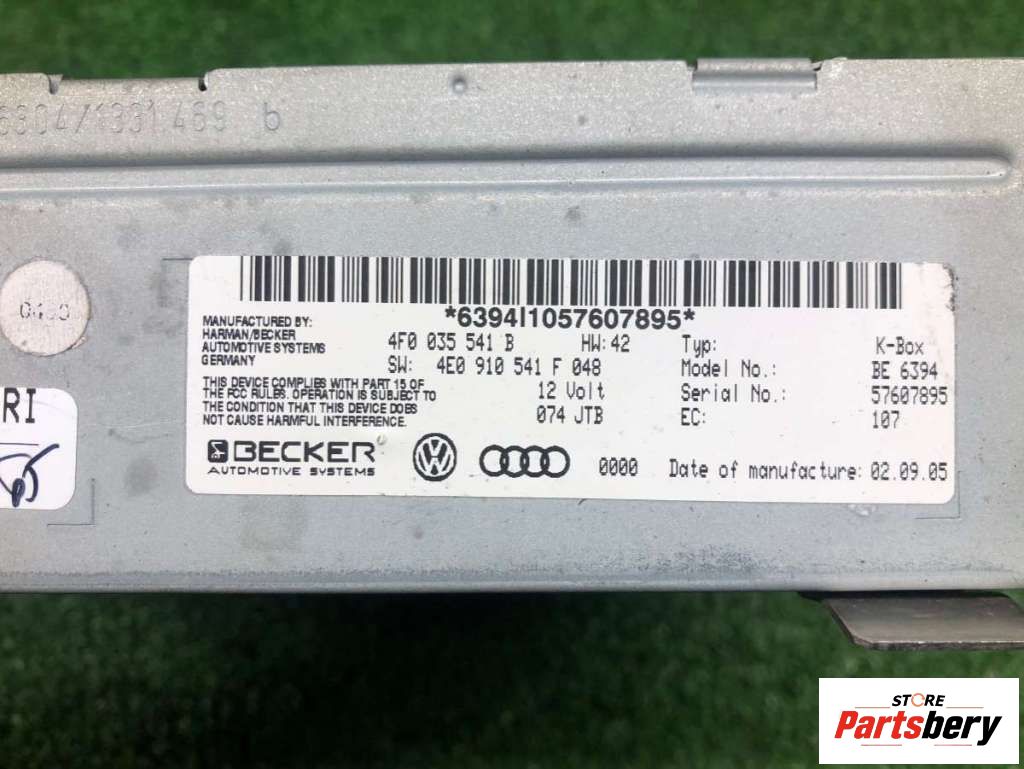 6304/1331 469 b
*6394I1057607895*
MANUFACTURED BY:
HARMAN/BECKER
AUTOMOTIVE SYSTEMS
GERMANY
4F0 035 541 B HW:42
SW: 4E0 910 541 F 048
THIS DEVICE COMPLIES WITH PART 15 OF
THE FCC RULES. OPERATION IS SUBJECT TO
THE CONDITION THAT THIS DEVICE DOES
NOT CAUSE HARMFUL INTERFERENCE.
12 Volt
074 JTB
Typ: K-Box
Model No.: BE 6394
Serial No.: 57607895
EC: 107
BECKER
AUTOMOTIVE SYSTEMS
0000
Date of manufacture: 02.09.05
RI
STORE
Partsbery